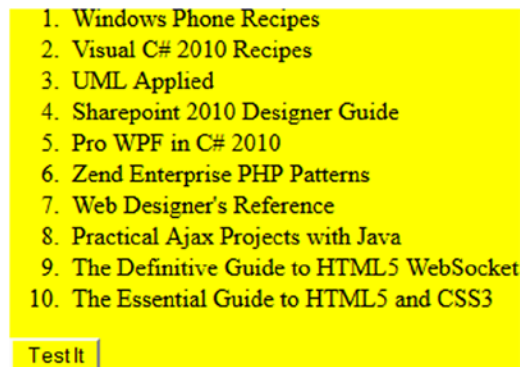 1. Windows Phone Recipes
2. Visual C# 2010 Recipes
3. UML Applied
4. Sharepoint 2010 Designer Guide
5. Pro WPF in C# 2010
6. Zend Enterprise PHP Patterns
7. Web Designer's Reference
8. Practical Ajax Projects with Java
9. The Definitive Guide to HTML5 WebSocket
10. The Essential Guide to HTML5 and CSS3
TestIt